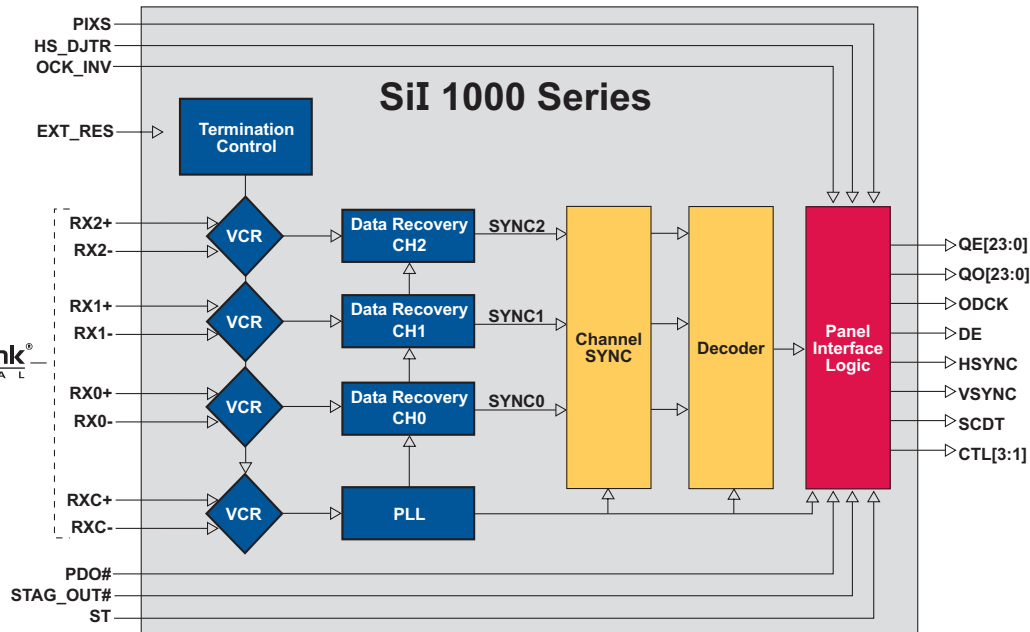 PIXS
HS_DJTR
OCK_INV
SiI 1000 Series
EXT_RES
Termination
Control
RX2+
RX2-
VCR
Data Recovery
CH2
SYNC2
RX1+
RX1-
VCR
Data Recovery
CH1
SYNC1
RX0+
RX0-
VCR
Data Recovery
CH0
SYNC0
RXC+
RXC-
VCR
PLL
Channel
SYNC
Decoder
Panel
Interface
Logic
QE[23:0]
QO[23:0]
ODCK
DE
HSYNC
VSYNC
SCDT
CTL[3:1]
PDO#
STAG_OUT#
ST